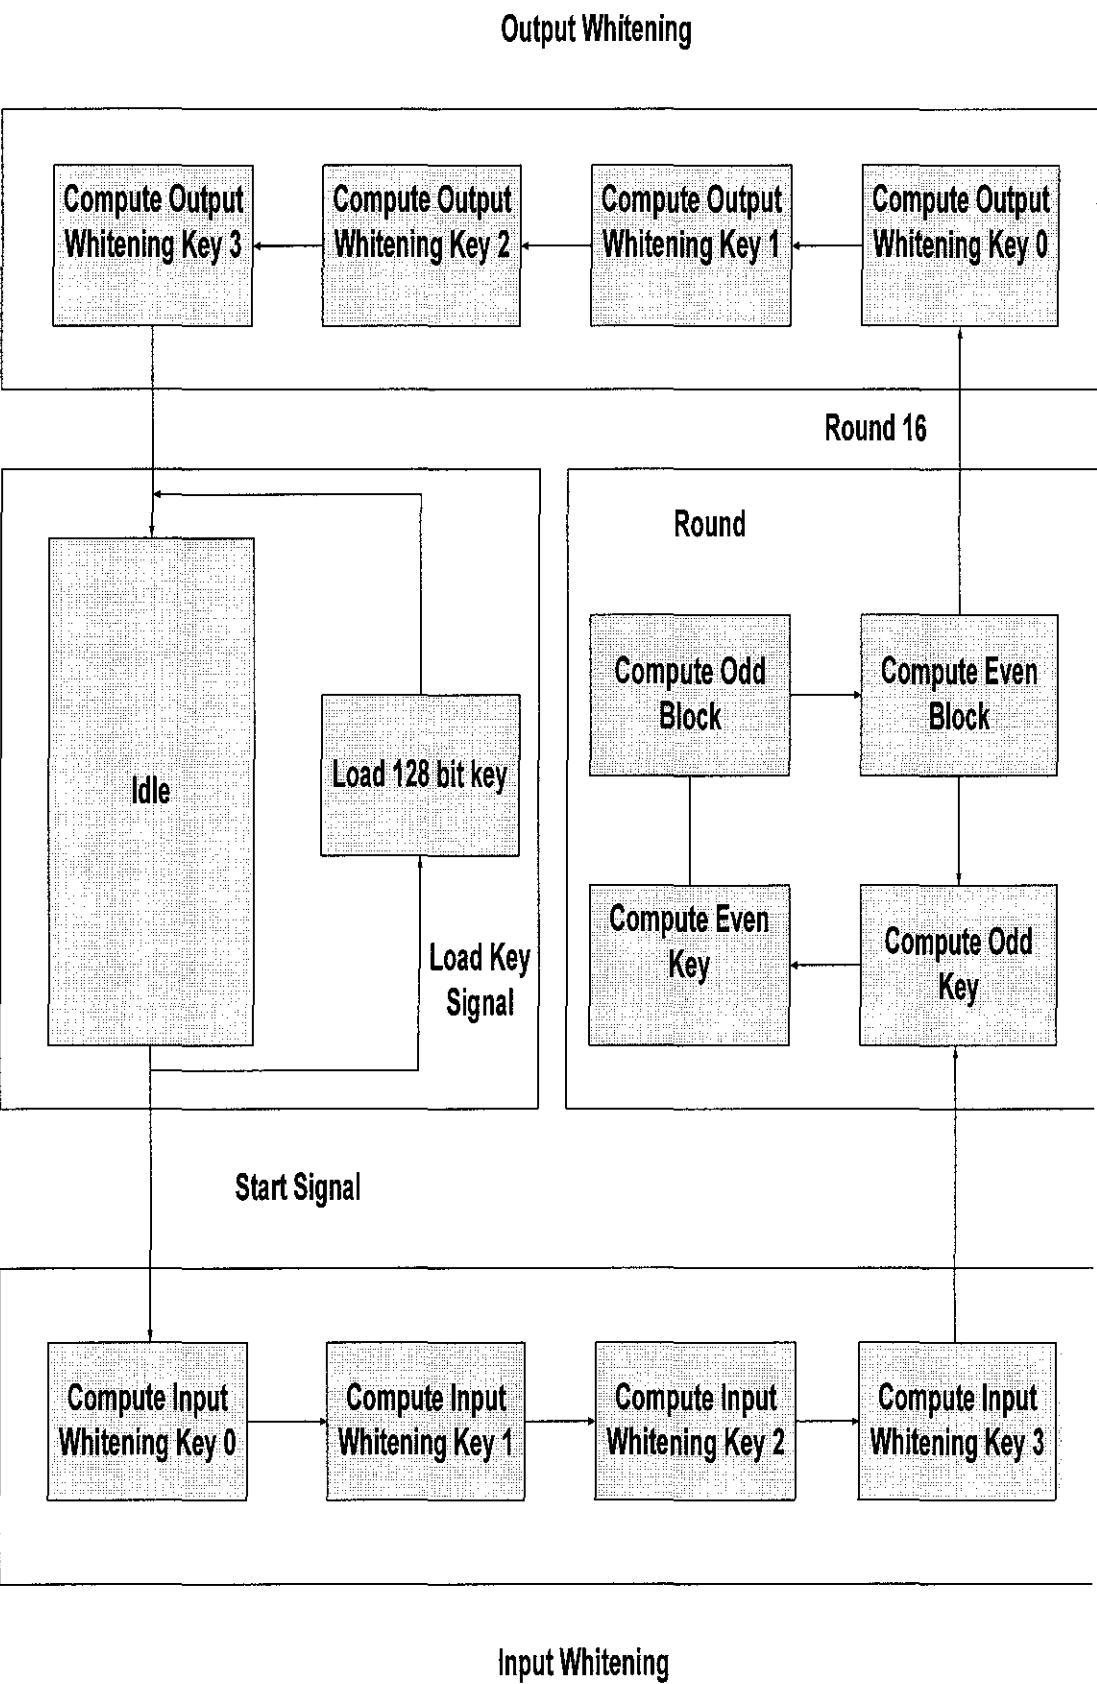 Output Whitening
Compute Output
Whitening Key 3
Compute Output
Whitening Key 2
Compute Output
Whitening Key 1
Compute Output
Whitening Key 0
Round 16
Round
Compute Odd
Block
Compute Even
Block
Idle
Load 128 bit key
Compute Even
Key
Compute Odd
Key
Load Key
Signal
Start Signal
Compute Input
Whitening Key 0
Compute Input
Whitening Key 1
Compute Input
Whitening Key 2
Compute Input
Whitening Key 3
Input Whitening